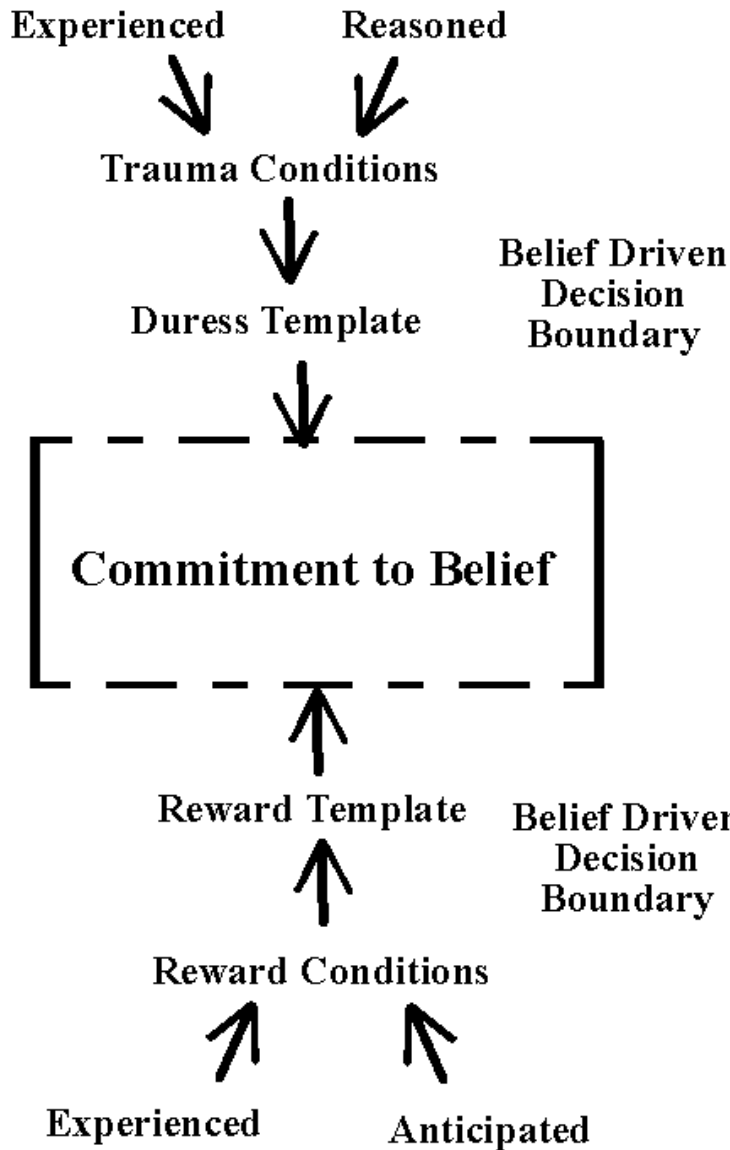 Experienced Reasoned
Trauma Conditions
Belief Driven
Decision
Boundary
Duress Template
Commitment to Belief
Reward Template
Belief Driver
Decision
Boundary
Reward Conditions
Experienced Anticipated